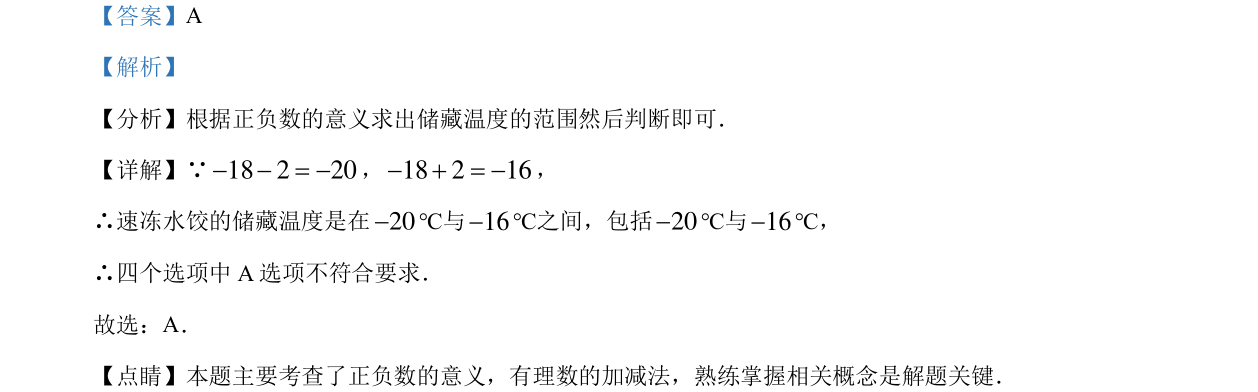 【答案】A
【解析】
【分析】根据正负数的意义求出储藏温度的范围然后判断即可．
【详解】∵−18−2=−20，−18+2=−16，
∴速冻水饺的储藏温度是在−20℃与−16℃之间，包括−20℃与−16℃，
∴四个选项中 A 选项不符合要求．
故选：A．
【点睛】本题主要考查了正负数的意义，有理数的加减法，熟练掌握相关概念是解题关键．